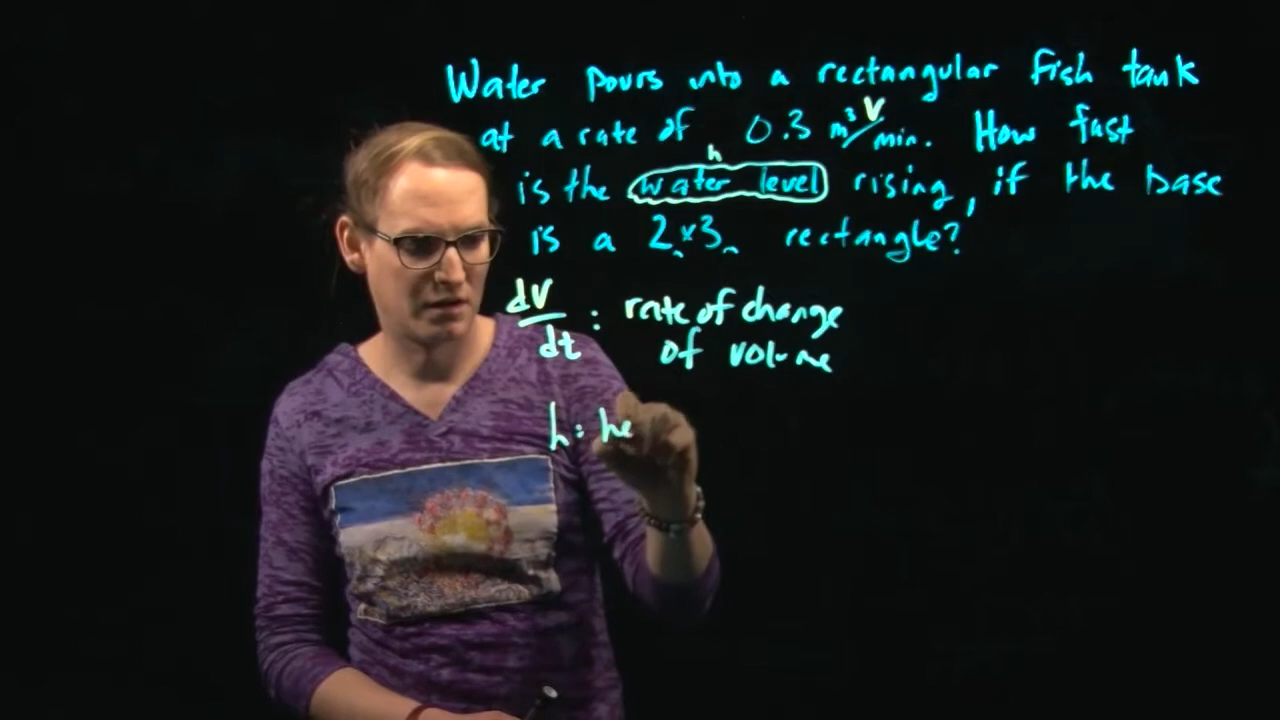 Water pours into a rectangular fish tank
at a rate of 0.3 m³/min. How fast
V
h
is the water level rising, if the base
is a 2 x 3 rectangle?
dV/dt : rate of change
of volume
h: he